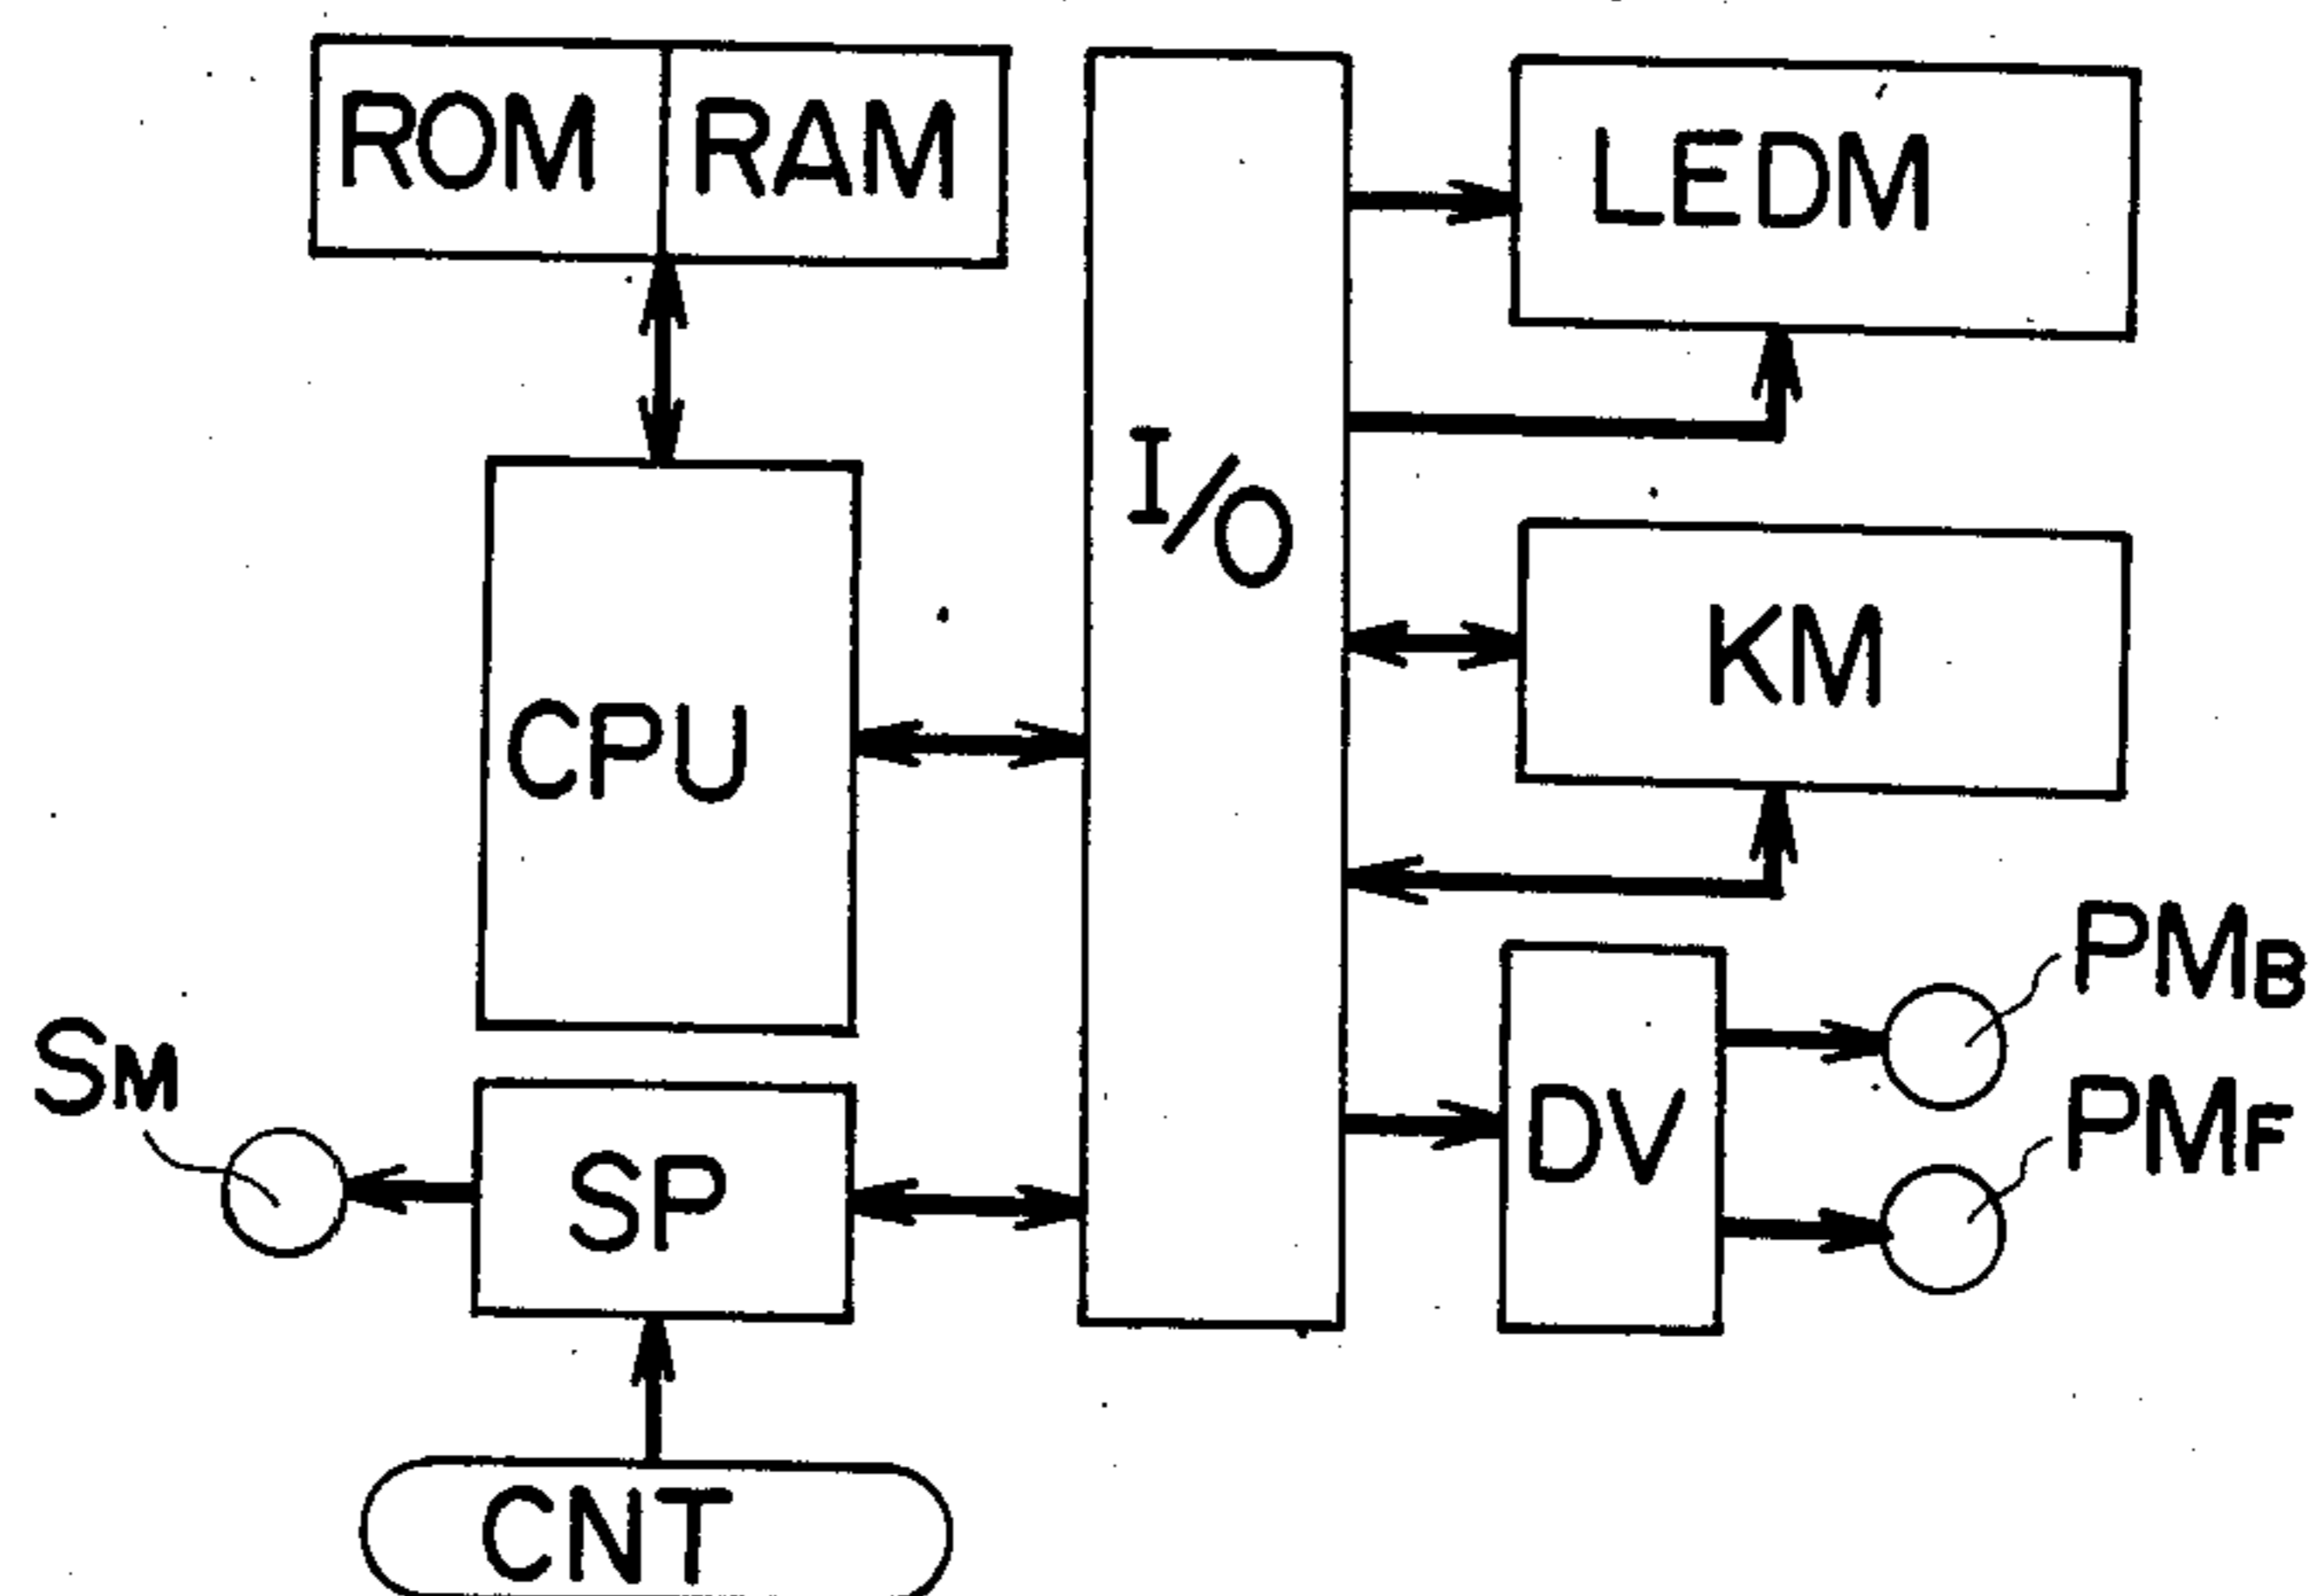 ROM RAM
LEDM
I/O
KM
CPU
PMB
SM
PMF
DV
SP
CNT